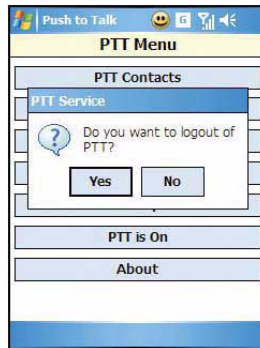 Push to Talk
G
PTT Menu
PTT Contacts
PTT Service
Do you want to logout of
PTT?
Yes
No
PTT is On
About